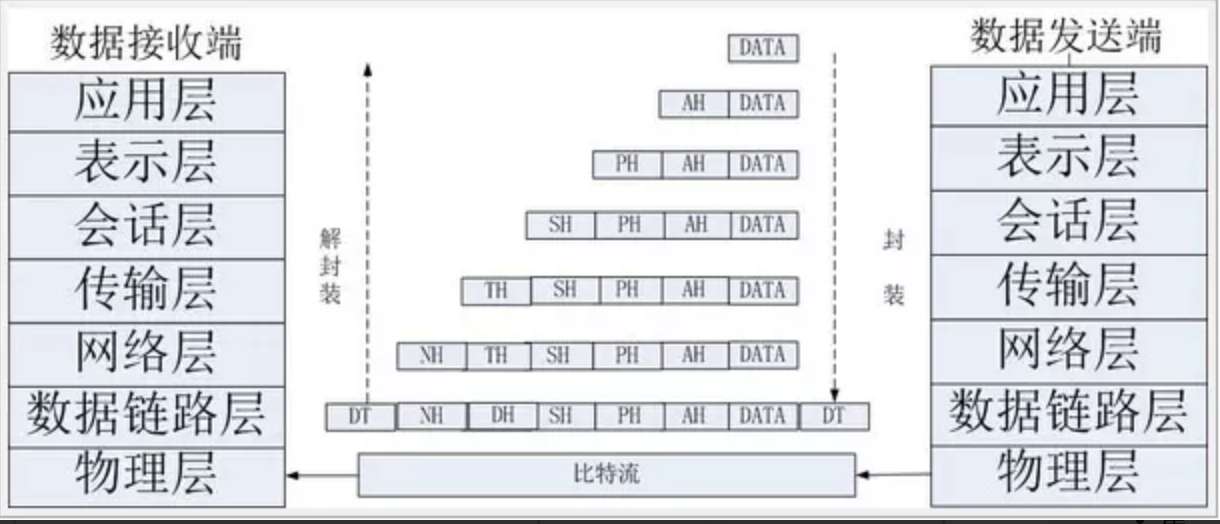 数据接收端
应用层
表示层
会话层
传输层
网络层
数据链路层
物理层
解封装
DATA
AH DATA
PH AH DATA
SH PH AH DATA
TH SH PH AH DATA
NH TH SH PH AH DATA
DT NH DH SH PH AH DATA DT
比特流
封装
数据发送端
应用层
表示层
会话层
传输层
网络层
数据链路层
物理层